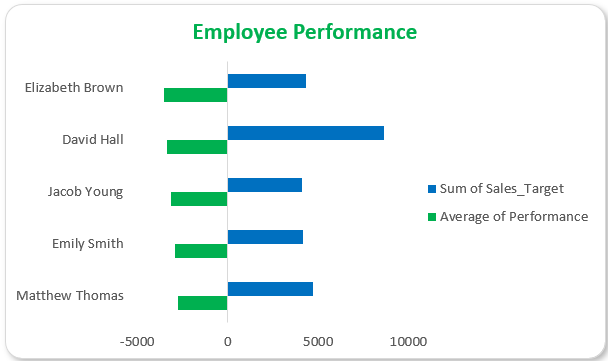 Employee Performance
Elizabeth Brown
David Hall
Jacob Young
Emily Smith
Matthew Thomas
Sum of Sales_Target
Average of Performance
-5000 0 5000 10000